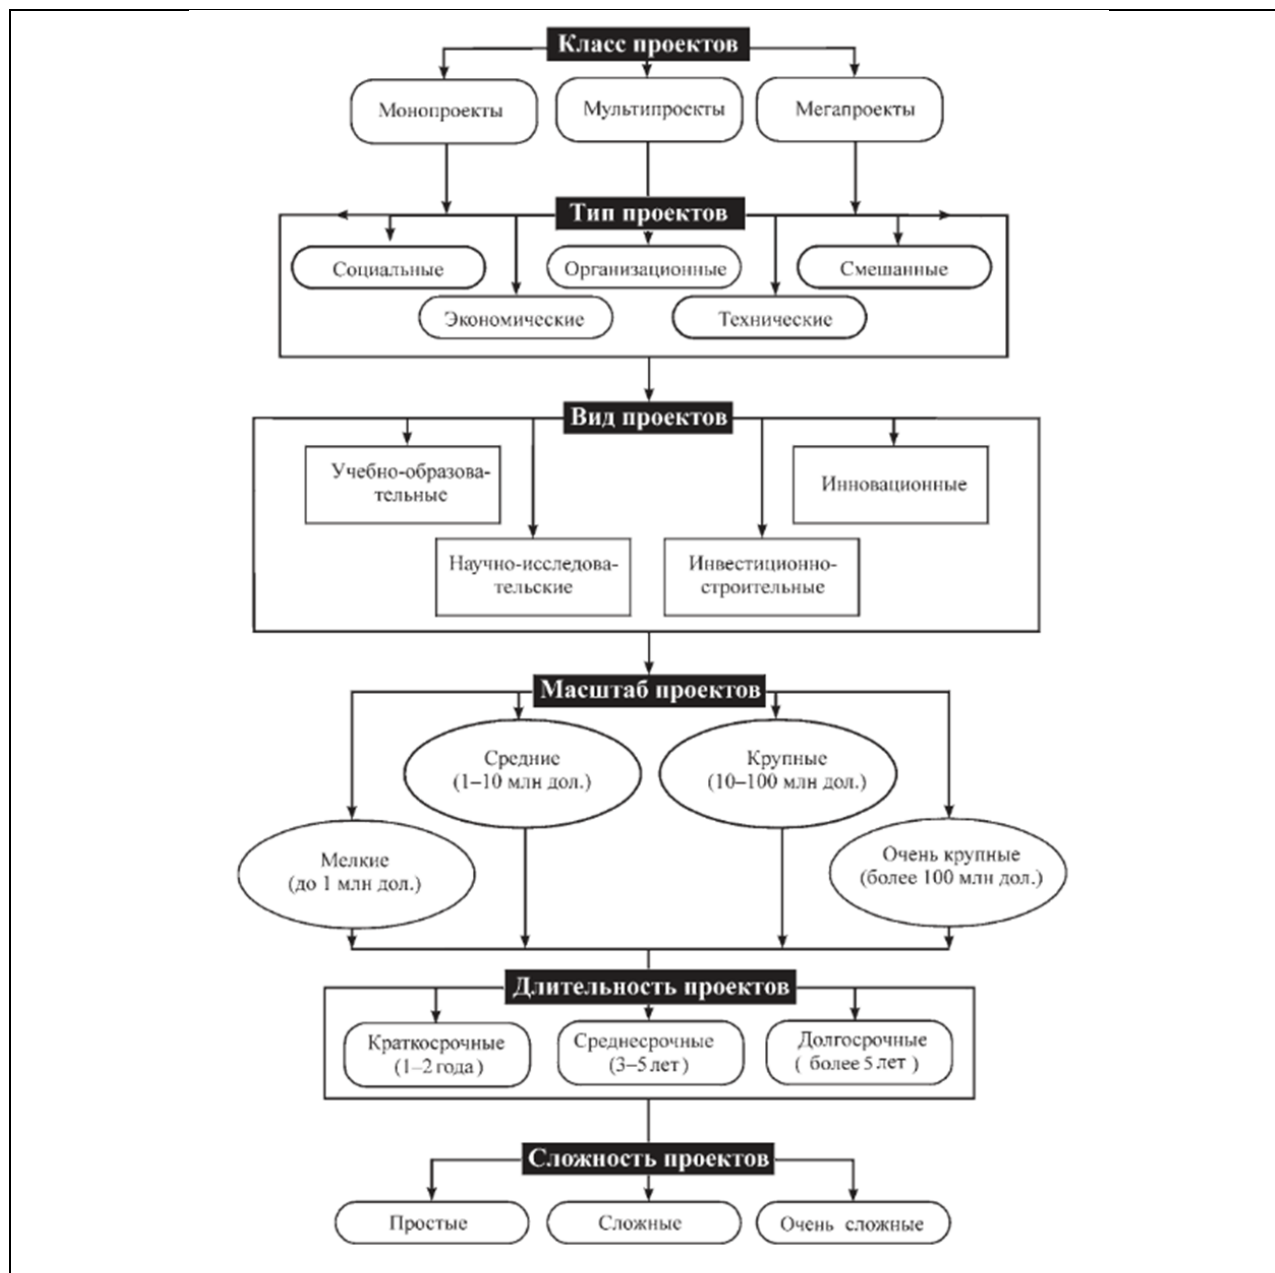 Класс проектов
Монопроекты
Мультипроекты
Мегапроекты
Тип проектов
Социальные
Организационные
Смешанные
Экономические
Технические
Вид проектов
Учебно-образова-
тельные
Инновационные
Научно-исследова-
тельские
Инвестиционно-
строительные
Масштаб проектов
Средние
(1–10 млн дол.)
Крупные
(10–100 млн дол.)
Мелкие
(до 1 млн дол.)
Очень крупные
(более 100 млн дол.)
Длительность проектов
Краткосрочные
(1–2 года)
Среднесрочные
(3–5 лет)
Долгосрочные
( более 5 лет )
Сложность проектов
Простые
Сложные
Очень сложные